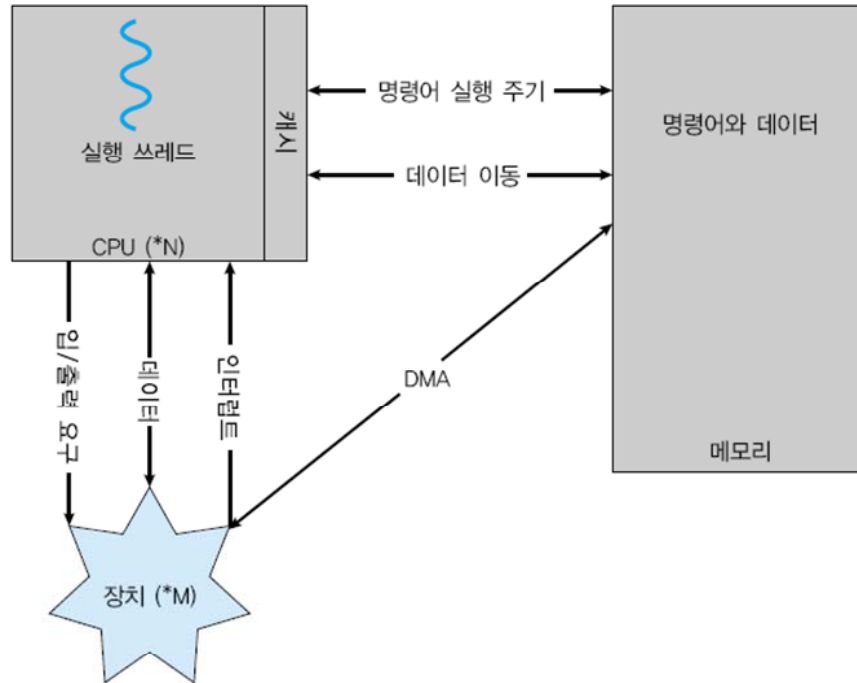 실행 쓰레드
캐시
CPU (*N)
명령어 실행 주기
데이터 이동
명령어와 데이터
메모리
입/출력 요구
데이터
인터럽트
DMA
장치 (*M)